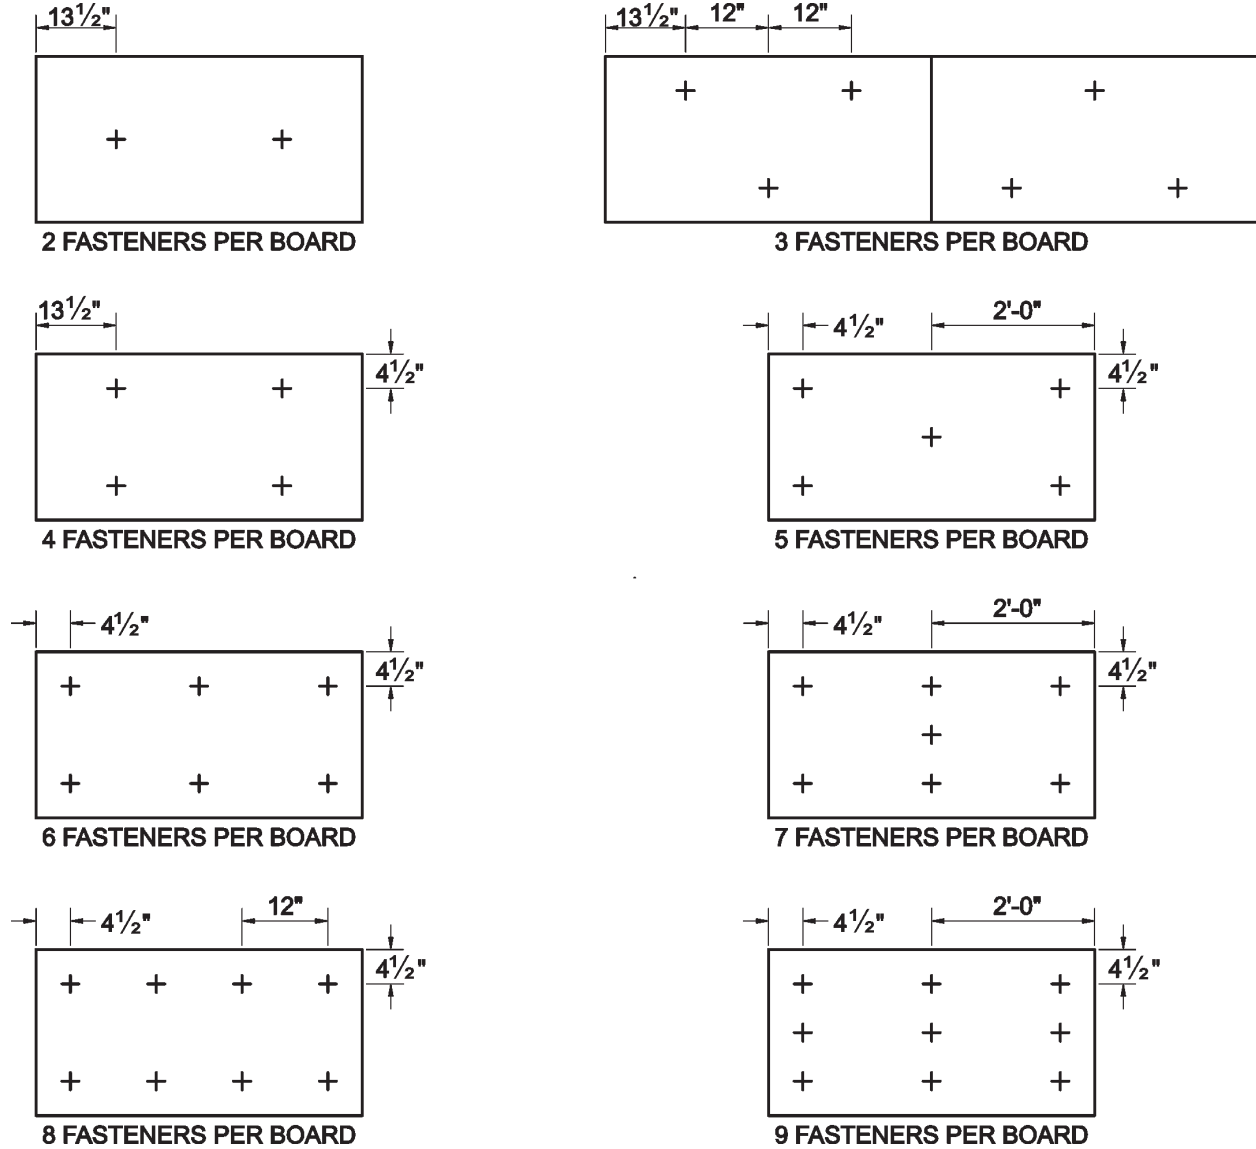 13½" 13½" 12" 12"
2 FASTENERS PER BOARD 3 FASTENERS PER BOARD
13½" 4½" 4½" 2'-0" 4½"
4 FASTENERS PER BOARD 5 FASTENERS PER BOARD
4½" 4½" 4½" 2'-0" 4½"
6 FASTENERS PER BOARD 7 FASTENERS PER BOARD
4½" 12" 4½" 4½" 2'-0" 4½"
8 FASTENERS PER BOARD 9 FASTENERS PER BOARD